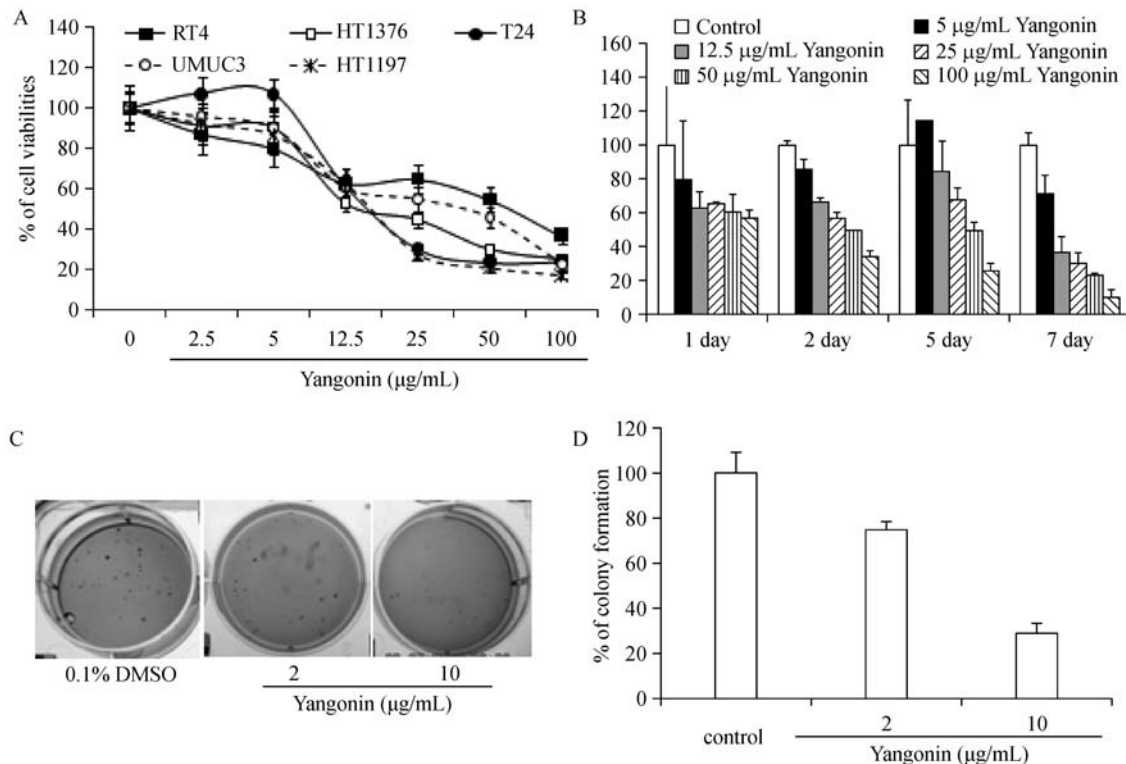 A
% of cell viabilities
120
100
80
60
40
20
0
RT4 HT1376 T24
UMUC3 HT1197
0 2.5 5 12.5 25 50 100
Yangonin (μg/mL)
B
140
120
100
80
60
40
20
0
Control 5 μg/mL Yangonin
12.5 μg/mL Yangonin 25 μg/mL Yangonin
50 μg/mL Yangonin 100 μg/mL Yangonin
1 day 2 day 5 day 7 day
C
0.1% DMSO 2 10
Yangonin (μg/mL)
D
% of colony formation
120
100
80
60
40
20
0
control 2 10
Yangonin (μg/mL)